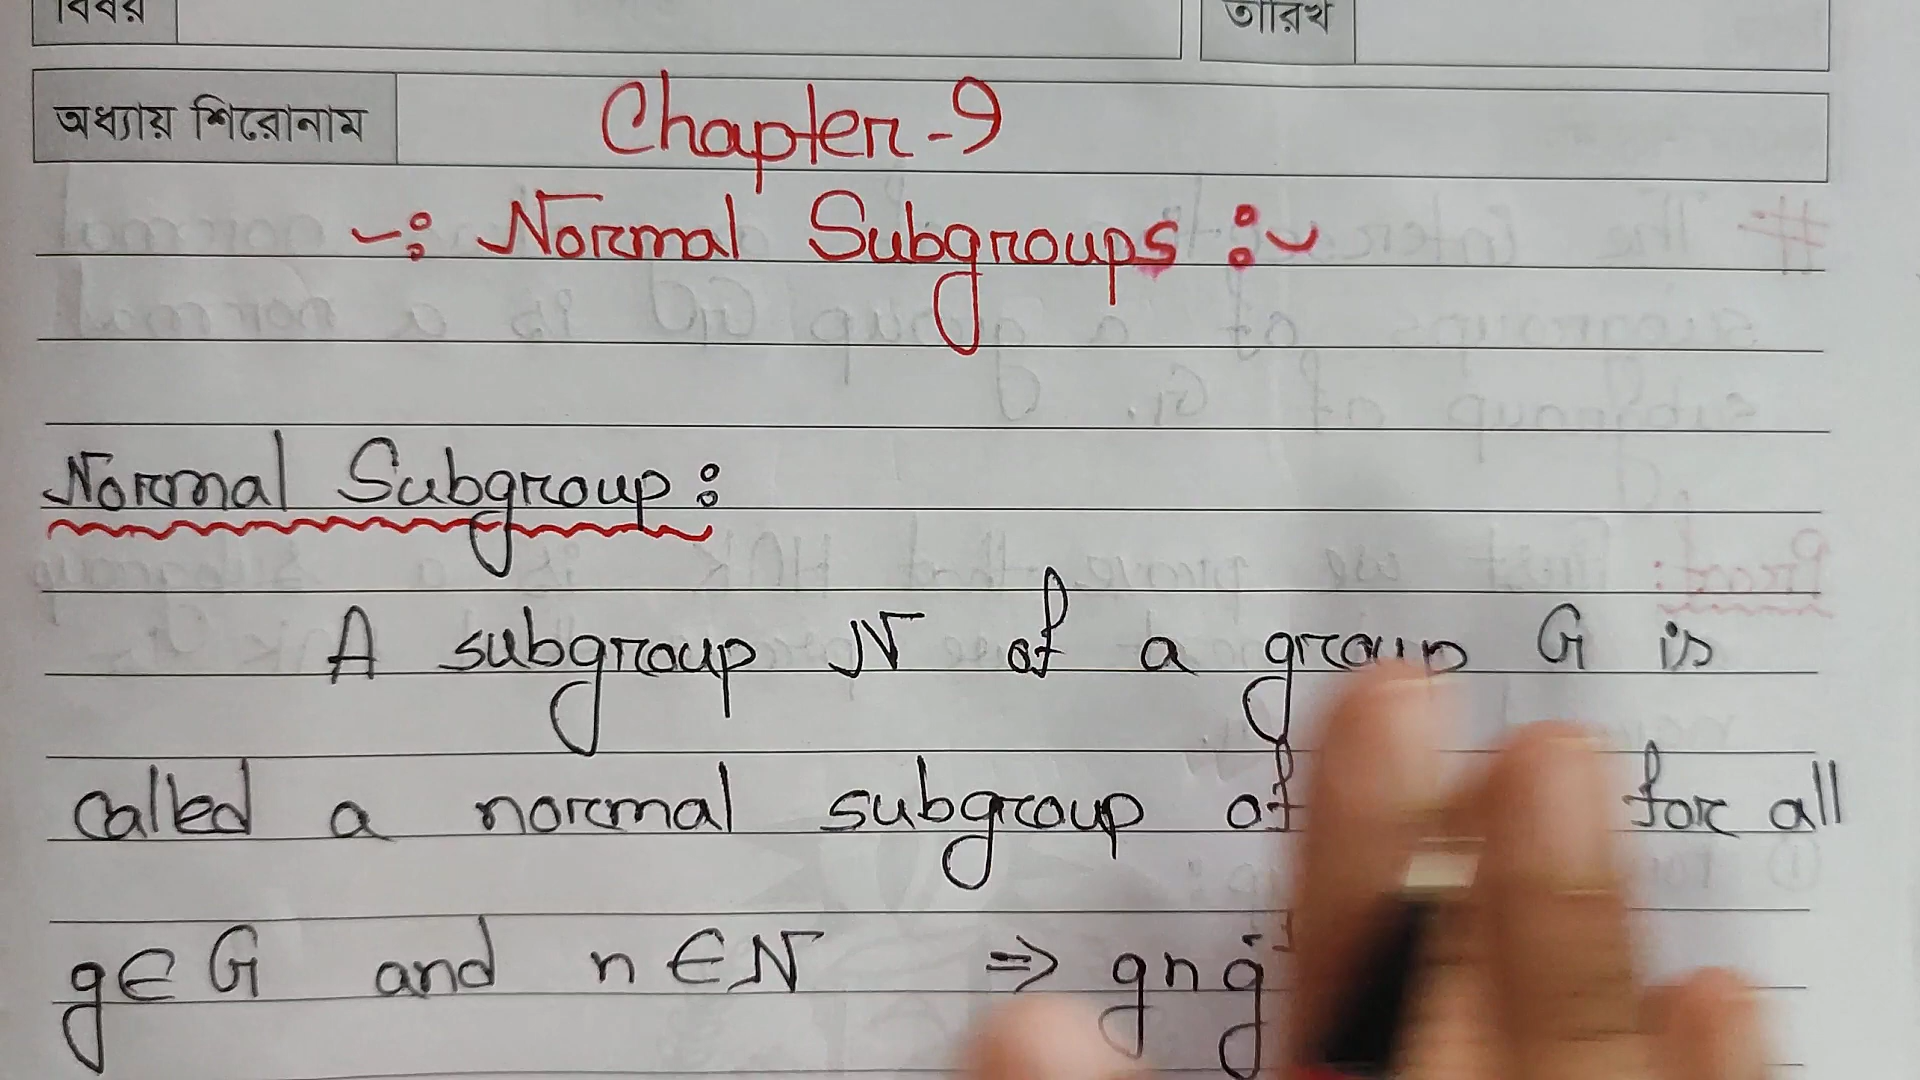 বিষয়
তারিখ
অধ্যায় শিরোনাম
Chapter-9
~: Normal Subgroups :~
Normal Subgroup:
A subgroup N of a group G is
called a normal subgroup of for all
g∈G and n∈N ⇒ gng⁻¹